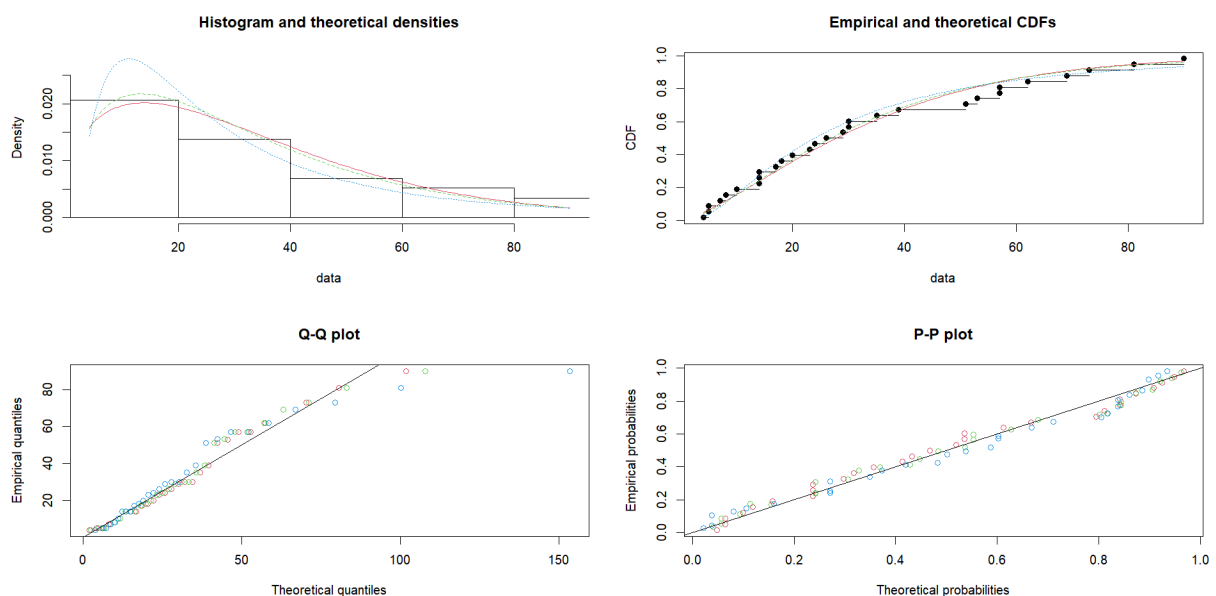 Histogram and theoretical densities
Density
0.000
0.010
0.020
20 40 60 80
data
Empirical and theoretical CDFs
CDF
0.0 0.2 0.4 0.6 0.8 1.0
20 40 60 80
data
Q-Q plot
Empirical quantiles
20 40 60 80
0 50 100 150
Theoretical quantiles
P-P plot
Empirical probabilities
0.0 0.2 0.4 0.6 0.8 1.0
0.0 0.2 0.4 0.6 0.8 1.0
Theoretical probabilities